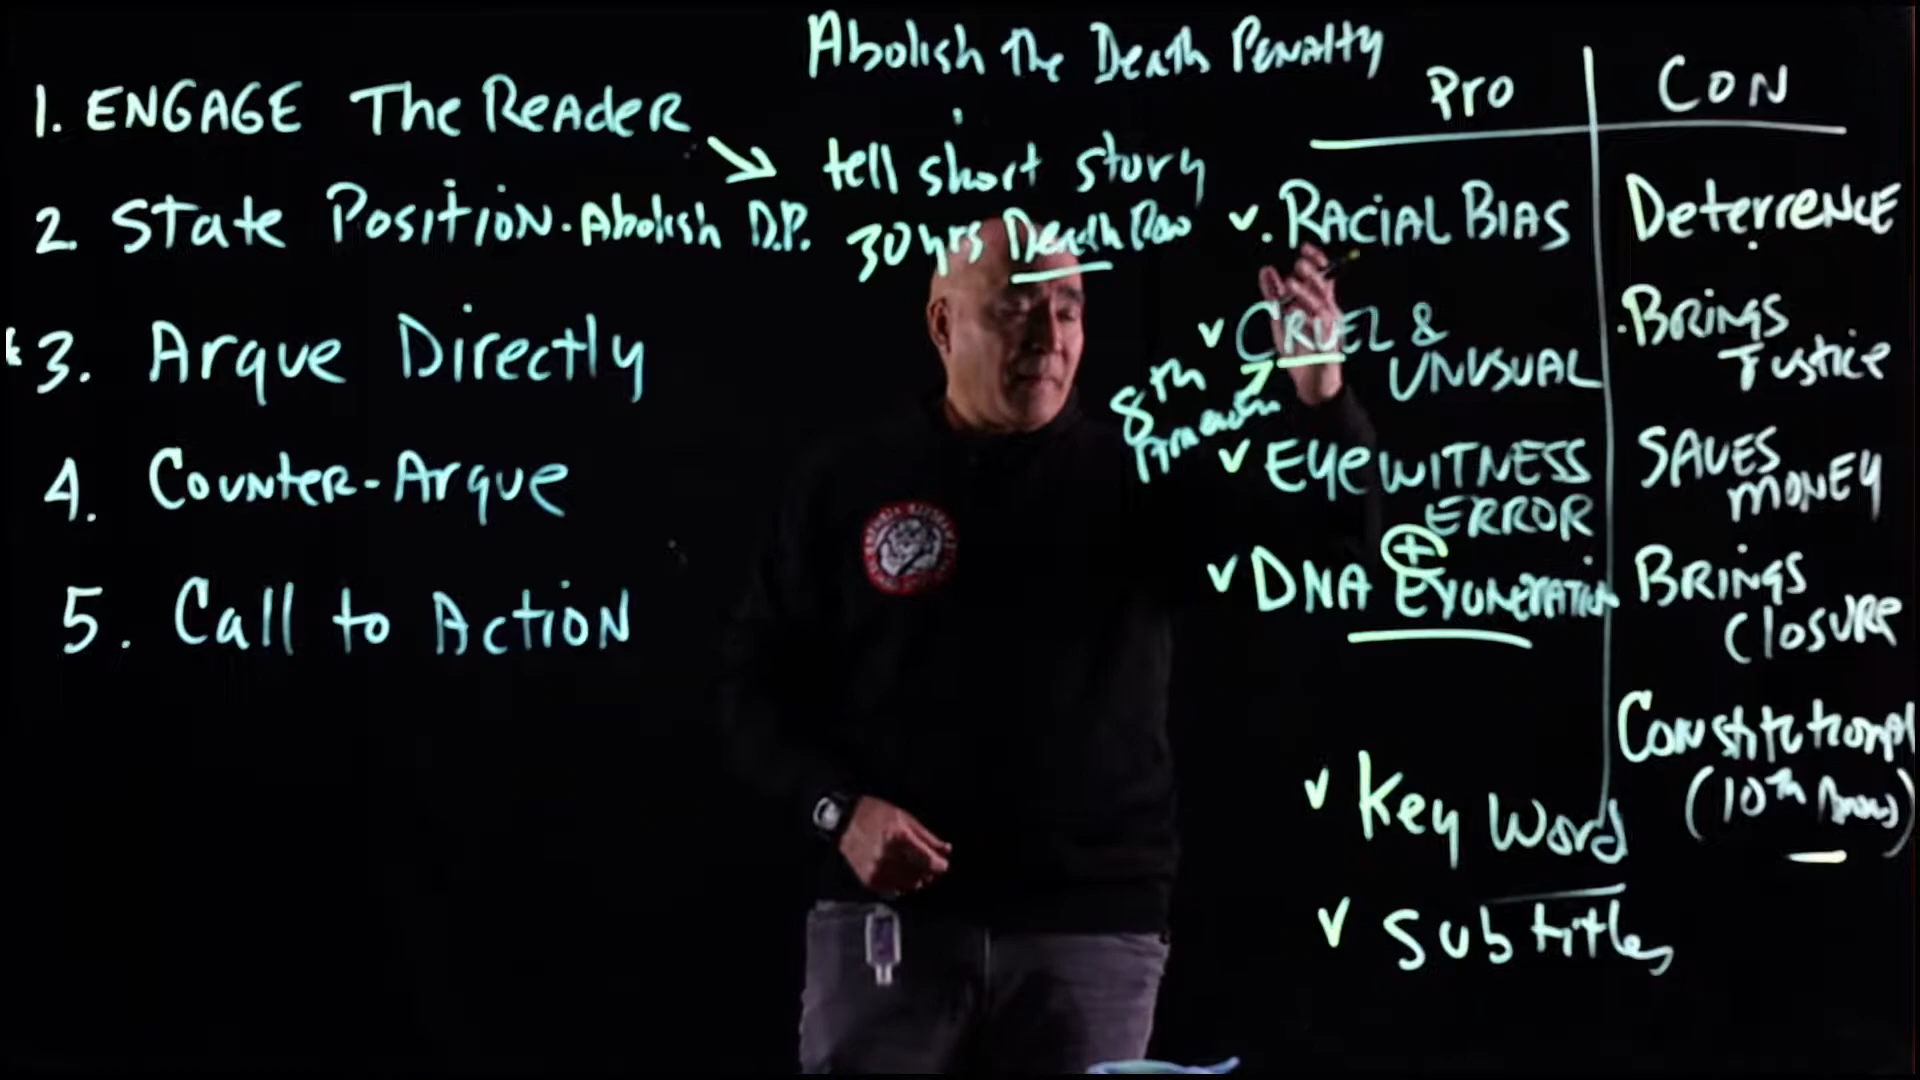 Abolish The Death Penalty
1. ENGAGE The Reader
tell short story
30 yrs Death Row
2. State Position - Abolish D.P.
3. Argue Directly
4. Counter-Argue
5. Call to Action
Pro
RACIAL BIAS
CRUEL &
UNUSUAL
8th
EYEWITNESS
ERROR
+
DNA EXONERATION
Key Word
Subtitles
CON
DeterrENCE
BRINGS
Justice
SAVES
MONEY
BRINGS
CLOSURE
Constitutional
(10th